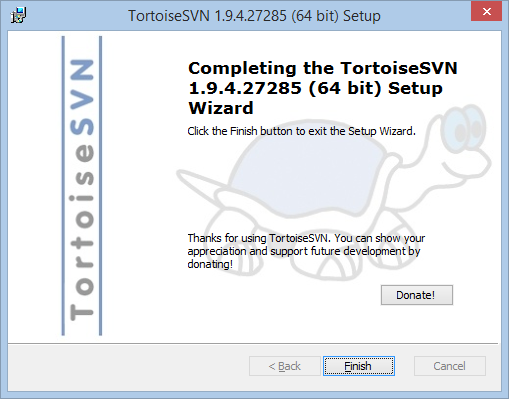 TortoiseSVN 1.9.4.27285 (64 bit) Setup
TortoiseSVN
Completing the TortoiseSVN
1.9.4.27285 (64 bit) Setup
Wizard
Click the Finish button to exit the Setup Wizard.
Thanks for using TortoiseSVN. You can show your
appreciation and support future development by
donating!
Donate!
< Back
Finish
Cancel